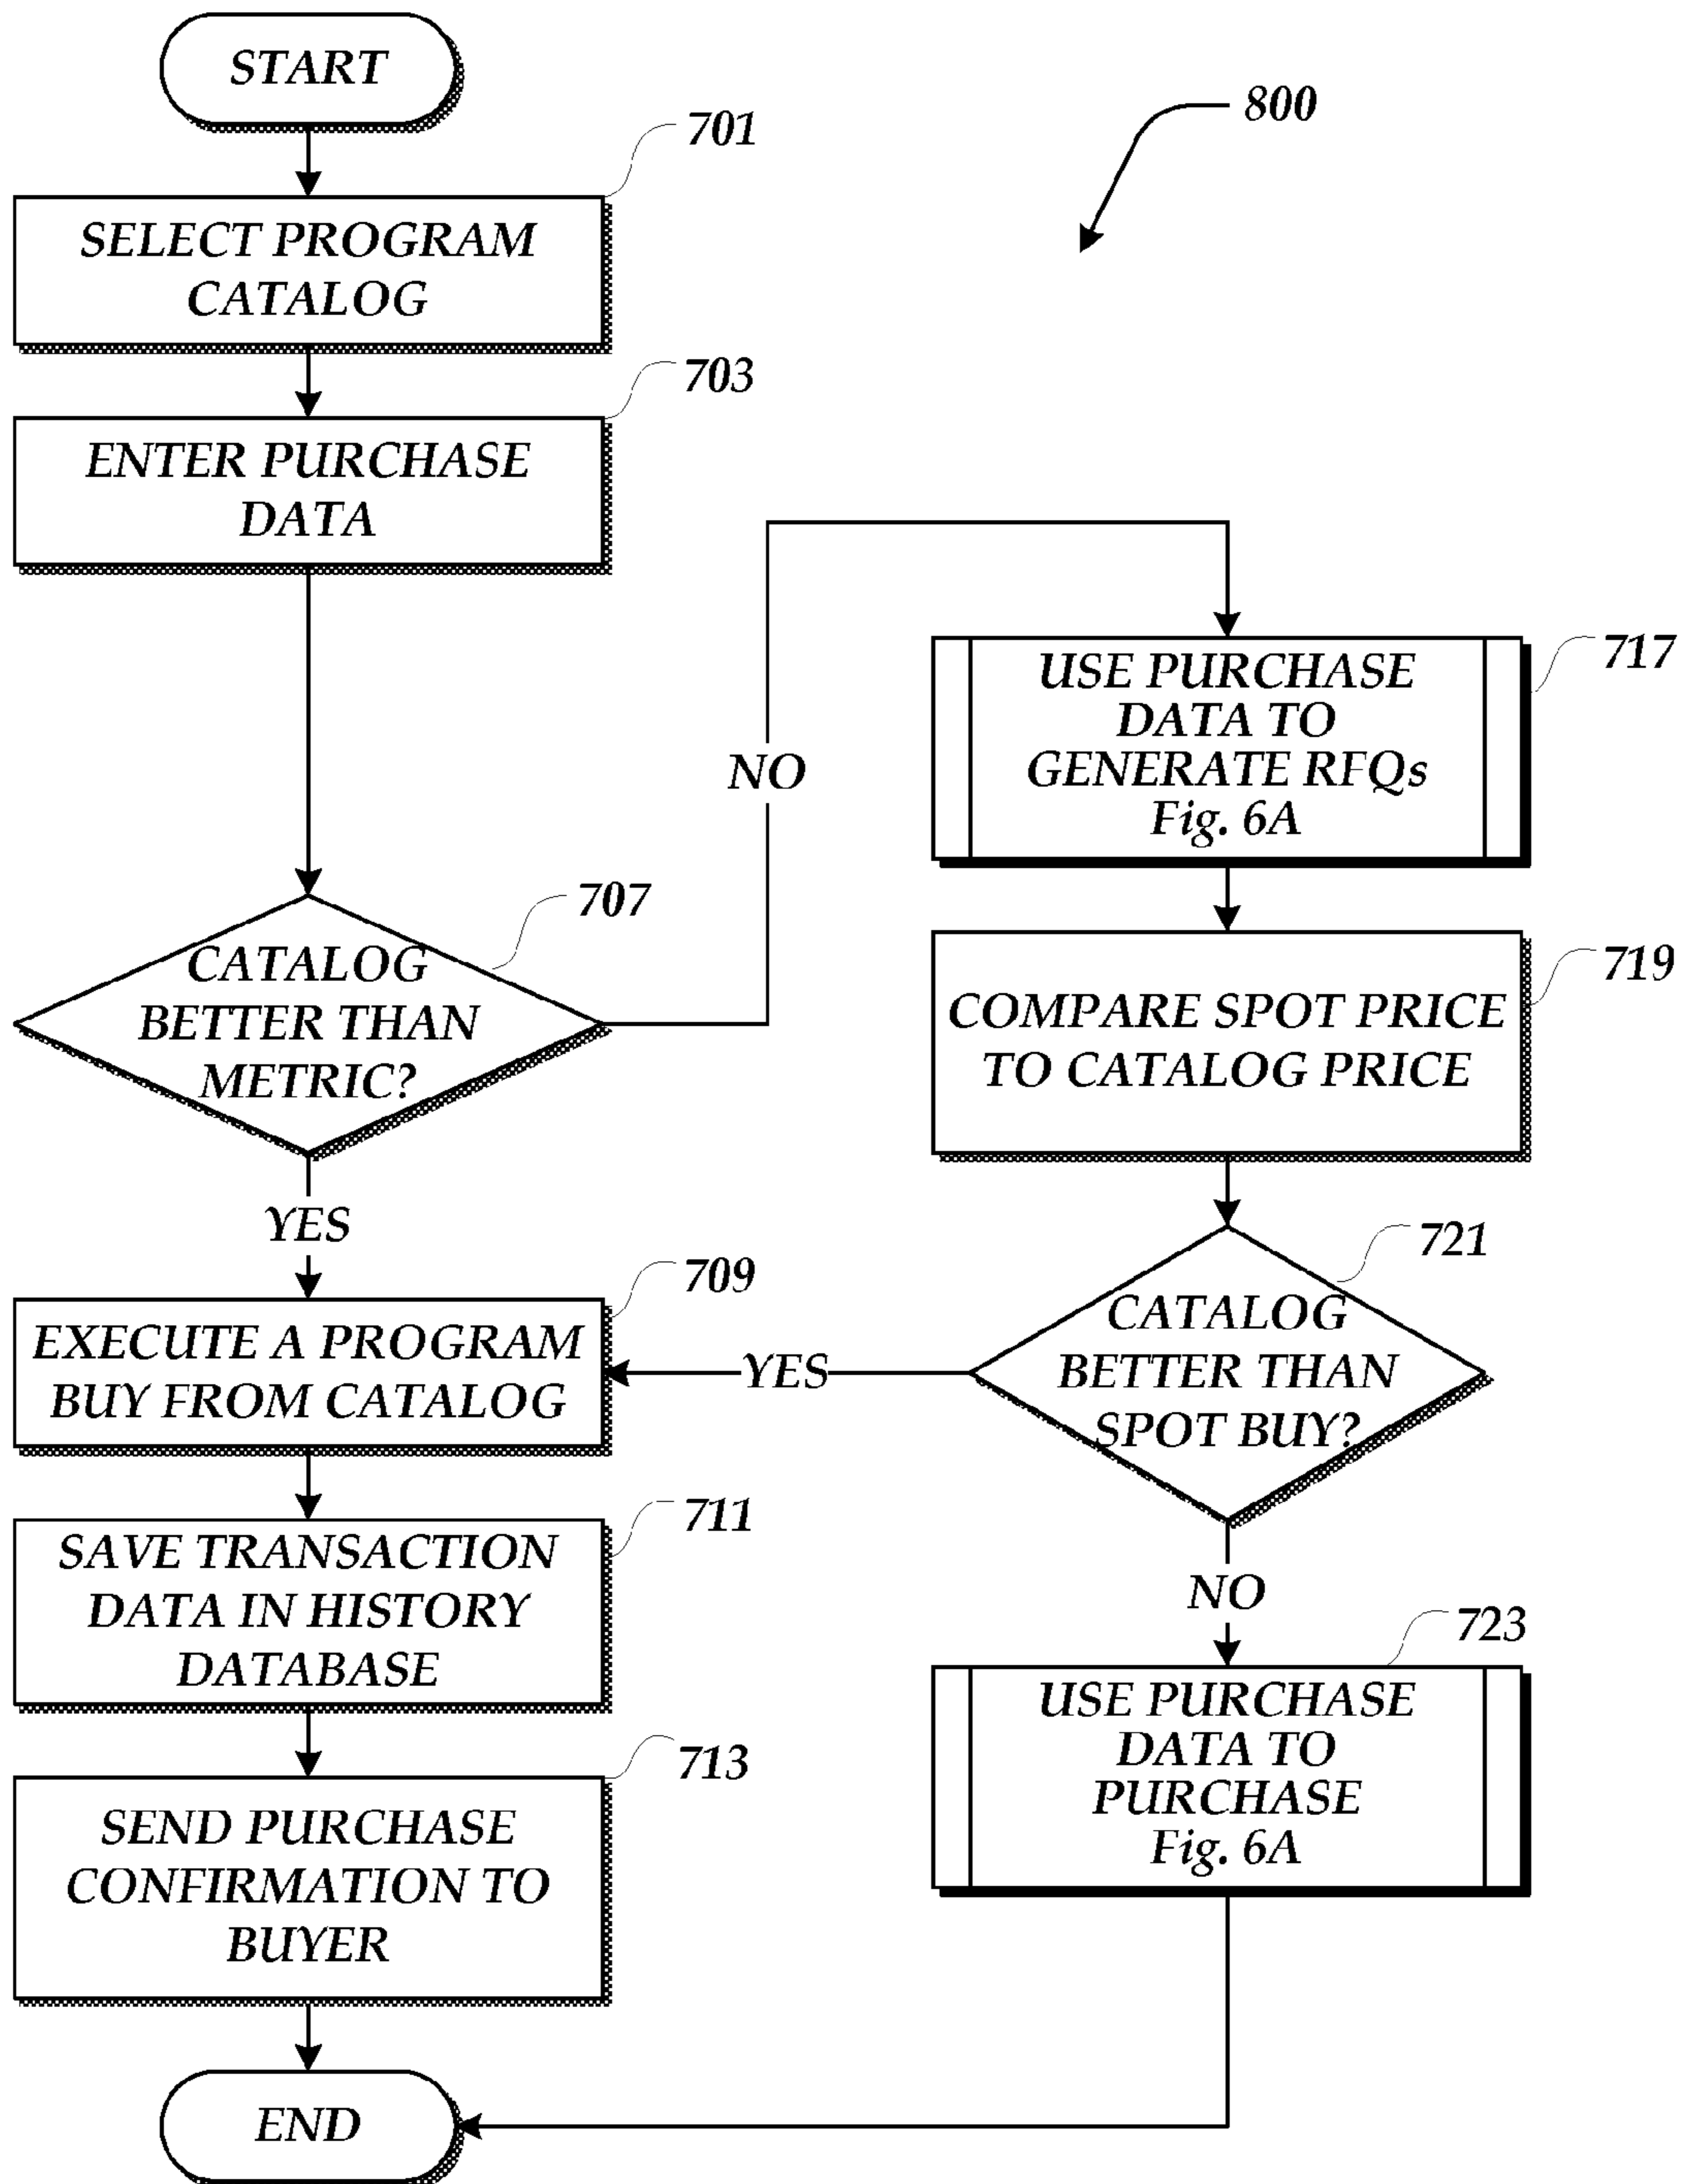 START
800
701
SELECT PROGRAM
CATALOG
703
ENTER PURCHASE
DATA
NO
USE PURCHASE
DATA TO
GENERATE RFQs
Fig. 6A
717
707
CATALOG
BETTER THAN
METRIC?
719
COMPARE SPOT PRICE
TO CATALOG PRICE
YES
721
CATALOG
BETTER THAN
SPOT BUY?
709
EXECUTE A PROGRAM
BUY FROM CATALOG
YES
711
SAVE TRANSACTION
DATA IN HISTORY
DATABASE
NO
723
USE PURCHASE
DATA TO
PURCHASE
Fig. 6A
713
SEND PURCHASE
CONFIRMATION TO
BUYER
END